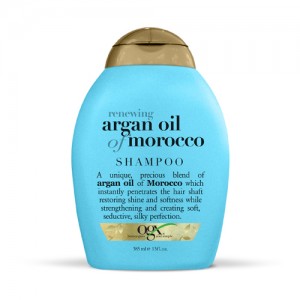 renewing
argan oil
of morocco
SHAMPOO
A unique, precious blend of
argan oil of Morocco which
instantly penetrates the hair shaft
restoring shine and softness while
strengthening and creating soft,
seductive, silky perfection.
ogx